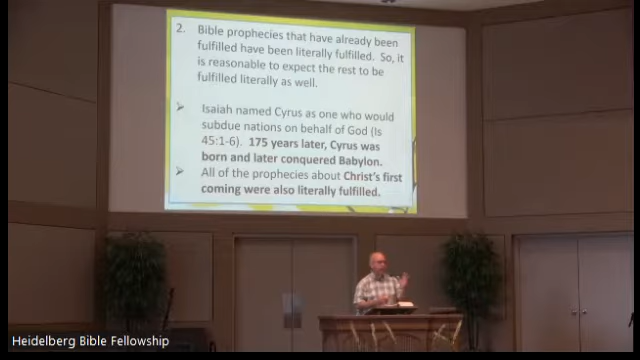 2. Bible prophecies that have already been
fulfilled have been literally fulfilled. So, it
is reasonable to expect the rest to be
fulfilled literally as well.
➢ Isaiah named Cyrus as one who would
subdue nations on behalf of God (Is
45:1-6). 175 years later, Cyrus was
born and later conquered Babylon.
➢ All of the prophecies about Christ's first
coming were also literally fulfilled.
Heidelberg Bible Fellowship